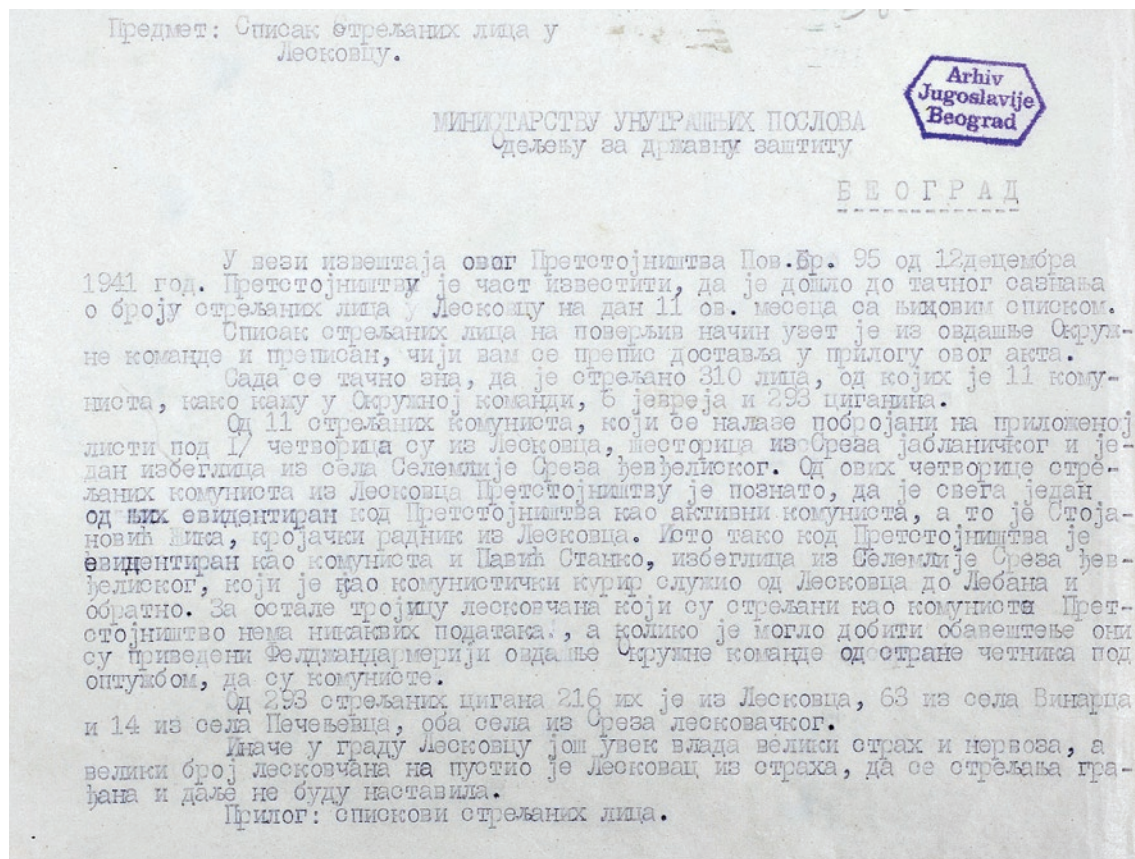 Предмет: Списак стрељаних лица у
Лесковцу.
Arhiv
Jugoslavije
Beograd
МИНИСТАРСТВУ УНУТРАШЊИХ ПОСЛОВА
Одељењу за државну заштиту
БЕОГРАД
У вези извештаја овог Претстојништва Пов.Бр. 95 од 12децембра
1941 год. Претстојништву је част известити, да је дошло до тачног сазнања
о броју стрељаних лица у Лесковцу на дан 11 ов. месеца са њиховим списком.
Списак стрељаних лица на поверљив начин узет је из овдашње Окруж-
не команде и преписан, чији вам се препис доставља у прилогу овог акта.
Сада се тачно зна, да је стрељано 310 лица, од којих је 11 кому-
ниста, како кажу у Окружној команди, 6 јевреја и 293 циганина.
Од 11 стрељаних комуниста, који се налазе побројани на приложеној
листи под 1/ четворица су из Лесковца, шесторица из Среза јабланичког и је-
дан избеглица из села Селемлије Среза ђевђелиског. Од ових четворице стре-
љаних комуниста из Лесковца Претстојништву је познато, да је свега један
од њих евидентиран код Претстојништва као активни комуниста, а то је Стоја-
новић Жика, кројачки радник из Лесковца. Исто тако код Претстојништва је
евидентиран као комуниста и Павић Станко, избеглица из Селемлије Среза ђев-
ђелиског, који је као комунистички курир служио од Лесковца до Лебана и
обратно. За остале тројицу лесковчана који су стрељани као комунисте Прет-
стојништво нема никаквих података., а колико је могло добити обавештење они
су приведени Фелджандармерији овдашње Окружне команде од стране четника под
оптужбом, да су комунисте.
Од 293 стрељаних цигана 216 их је из Лесковца, 63 из села Винарца
и 14 из села Печењевца, оба села из Среза лесковачког.
Иначе у граду Лесковцу још увек влада велики страх и нервоза, а
велики број лесковчана на пустио је Лесковац из страха, да се стрељања гра-
ђана и даље не буду наставила.
Прилог: спискови стрељаних лица.